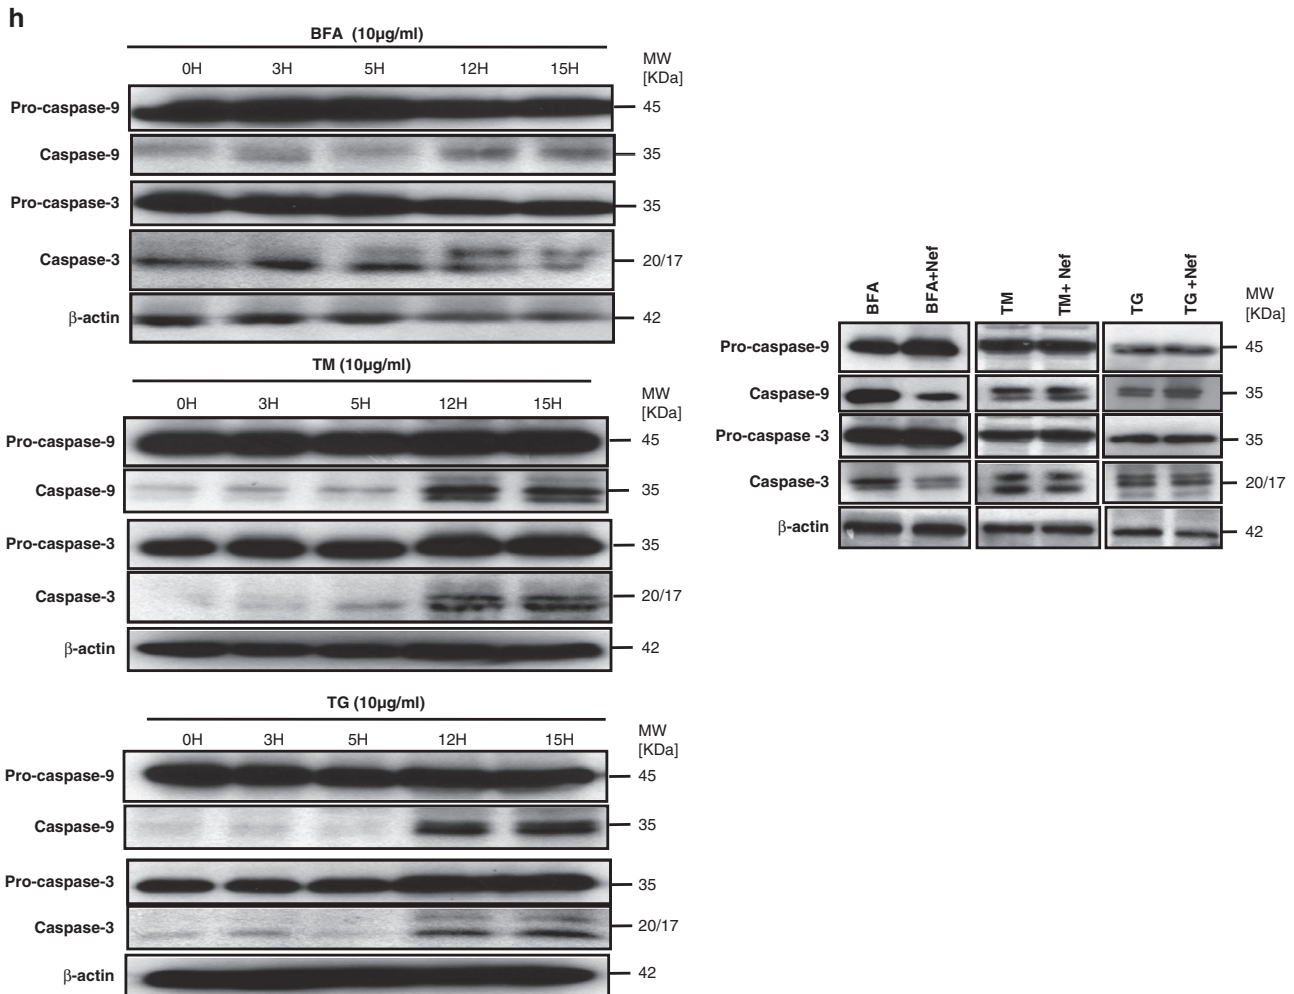 h
BFA (10µg/ml)
0H 3H 5H 12H 15H
MW
[KDa]
Pro-caspase-9 45
Caspase-9 35
Pro-caspase-3 35
Caspase-3 20/17
β-actin 42
TM (10µg/ml)
0H 3H 5H 12H 15H
MW
[KDa]
Pro-caspase-9 45
Caspase-9 35
Pro-caspase-3 35
Caspase-3 20/17
β-actin 42
TG (10µg/ml)
0H 3H 5H 12H 15H
MW
[KDa]
Pro-caspase-9 45
Caspase-9 35
Pro-caspase-3 35
Caspase-3 20/17
β-actin 42
BFA BFA+Nef TM TM+ Nef TG TG +Nef
MW
[KDa]
Pro-caspase-9 45
Caspase-9 35
Pro-caspase -3 35
Caspase-3 20/17
β-actin 42